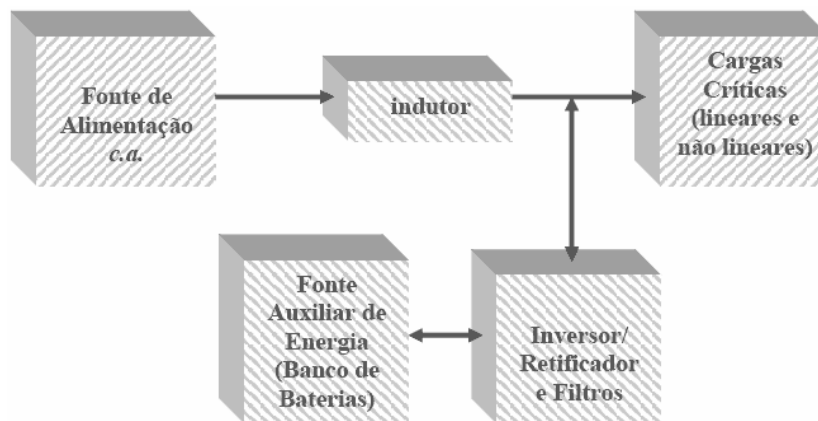 Fonte de
Alimentação
c.a.
indutor
Cargas
Críticas
(lineares e
não lineares)
Fonte
Auxiliar de
Energia
(Banco de
Baterias)
Inversor/
Retificador
e Filtros